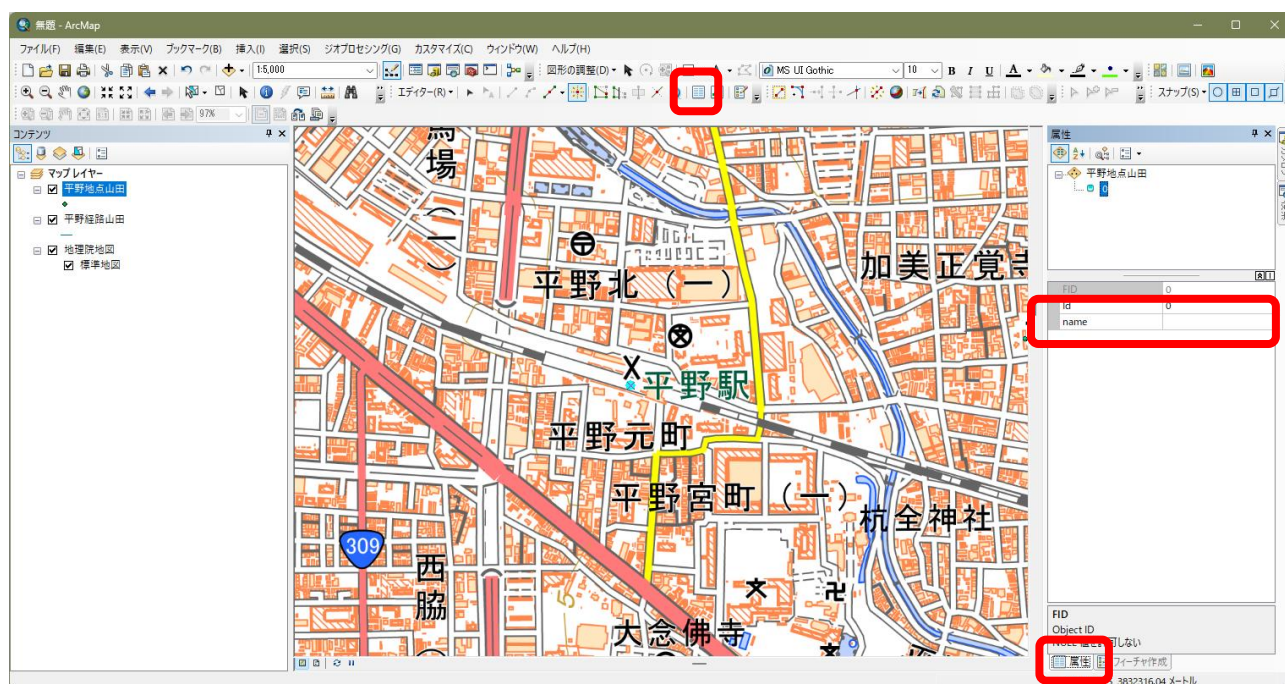 無題 - ArcMap
ファイル(F) 編集(E) 表示(V) ブックマーク(B) 挿入(I) 選択(S) ジオプロセシング(G) カスタマイズ(C) ウィンドウ(W) ヘルプ(H)
1:5,000 図形の調整(D) MS UI Gothic 10 B I U A
エディター(R) スナップ(S)
97%
コンテンツ
マップ レイヤー
平野地点山田
平野経路山田
地理院地図
標準地図
馬場(一)
平野北(一)
加美正覚寺
平野駅
平野元町
平野宮町(一)
杭全神社
309
西脇
大念佛寺
属性
平野地点山田
0
FID 0
Id 0
name
FID
Object ID
属性 フィーチャ作成
3832316.04 メートル